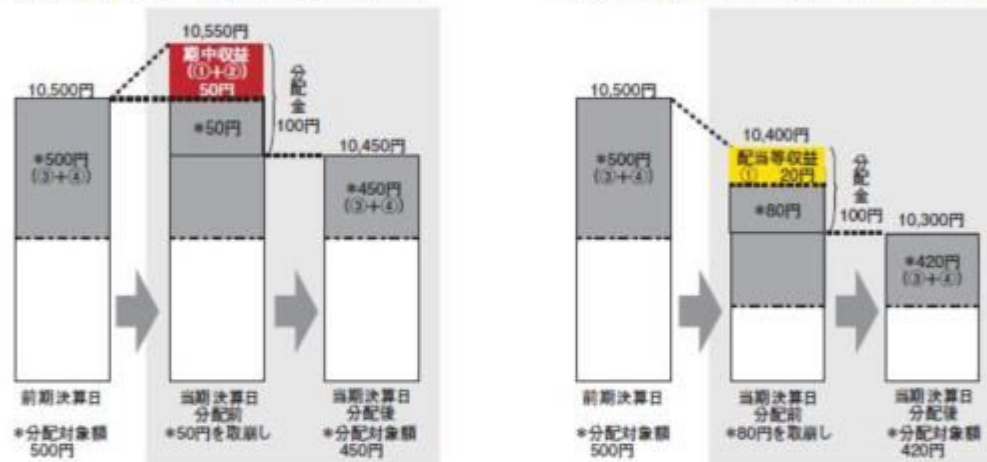 10,550円
期中収益
(①+②)
50円
分配金
100円
10,500円
*50円
*500円
(③+④)
10,450円
*450円
(③+④)
前期決算日
*分配対象額
500円
当期決算日
分配前
*50円を取崩し
当期決算日
分配後
*分配対象額
450円
10,500円
*500円
(③+④)
10,400円
配当等収益
① 20円
*80円
分配金
100円
10,300円
*420円
(③+④)
前期決算日
*分配対象額
500円
当期決算日
分配前
*80円を取崩し
当期決算日
分配後
*分配対象額
420円